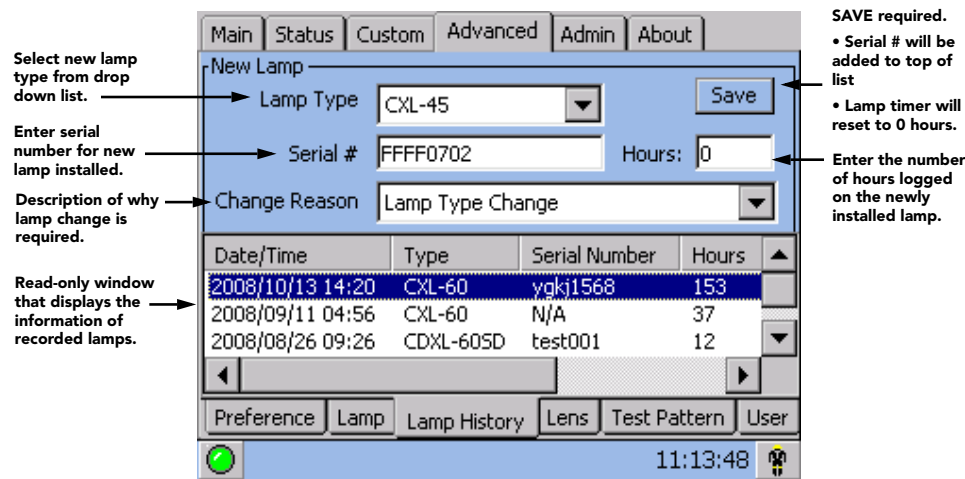 Main Status Custom Advanced Admin About
New Lamp
Lamp Type CXL-45 Save
Serial # FFFF0702 Hours: 0
Change Reason Lamp Type Change
Date/Time Type Serial Number Hours
2008/10/13 14:20 CXL-60 ygkj1568 153
2008/09/11 04:56 CXL-60 N/A 37
2008/08/26 09:26 CDXL-60SD test001 12
Preference Lamp Lamp History Lens Test Pattern User
11:13:48
Select new lamp
type from drop
down list.
Enter serial
number for new
lamp installed.
Description of why
lamp change is
required.
Read-only window
that displays the
information of
recorded lamps.
SAVE required.
• Serial # will be
added to top of
list
• Lamp timer will
reset to 0 hours.
Enter the number
of hours logged
on the newly
installed lamp.